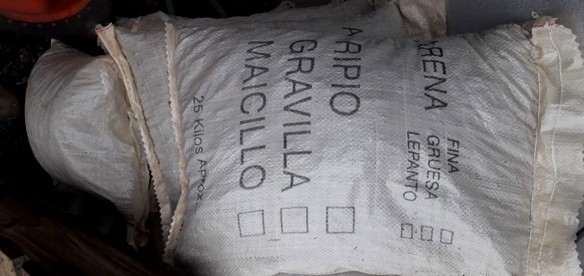 FINA
ARENA GRUESA
LEPANTO
ARIPIO
GRAVILLA
MAICILLO
25 Kilos Aprox